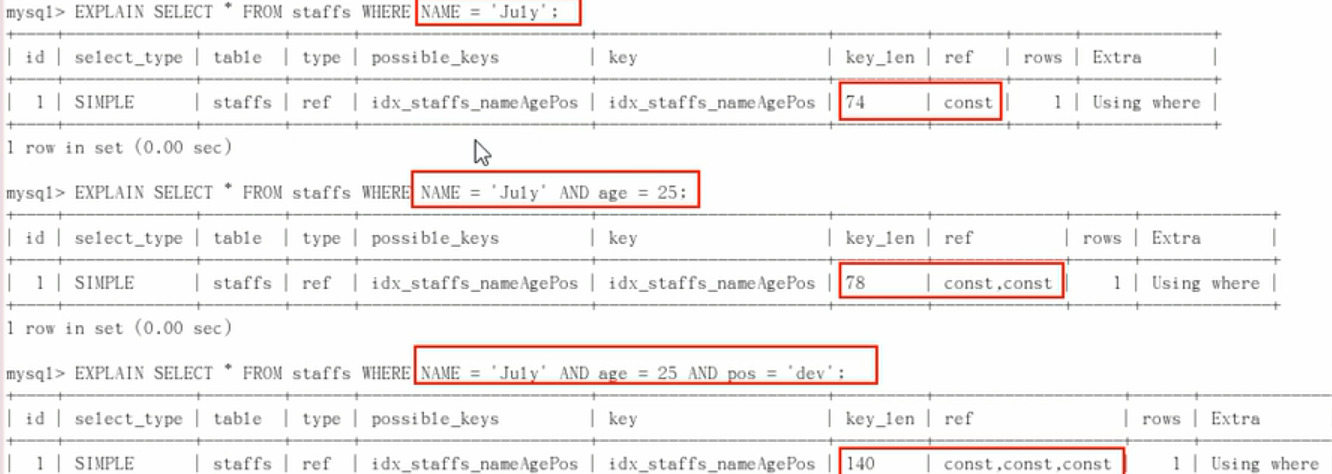 mysql> EXPLAIN SELECT * FROM staffs WHERE NAME = 'July';
| id | select_type | table | type | possible_keys | key | key_len | ref | rows | Extra |
| 1 | SIMPLE | staffs | ref | idx_staffs_nameAgePos | idx_staffs_nameAgePos | 74 | const | 1 | Using where |
1 row in set (0.00 sec)
mysql> EXPLAIN SELECT * FROM staffs WHERE NAME = 'July' AND age = 25;
| id | select_type | table | type | possible_keys | key | key_len | ref | rows | Extra |
| 1 | SIMPLE | staffs | ref | idx_staffs_nameAgePos | idx_staffs_nameAgePos | 78 | const,const | 1 | Using where |
1 row in set (0.00 sec)
mysql> EXPLAIN SELECT * FROM staffs WHERE NAME = 'July' AND age = 25 AND pos = 'dev';
| id | select_type | table | type | possible_keys | key | key_len | ref | rows | Extra
| 1 | SIMPLE | staffs | ref | idx_staffs_nameAgePos | idx_staffs_nameAgePos | 140 | const,const,const | 1 | Using where